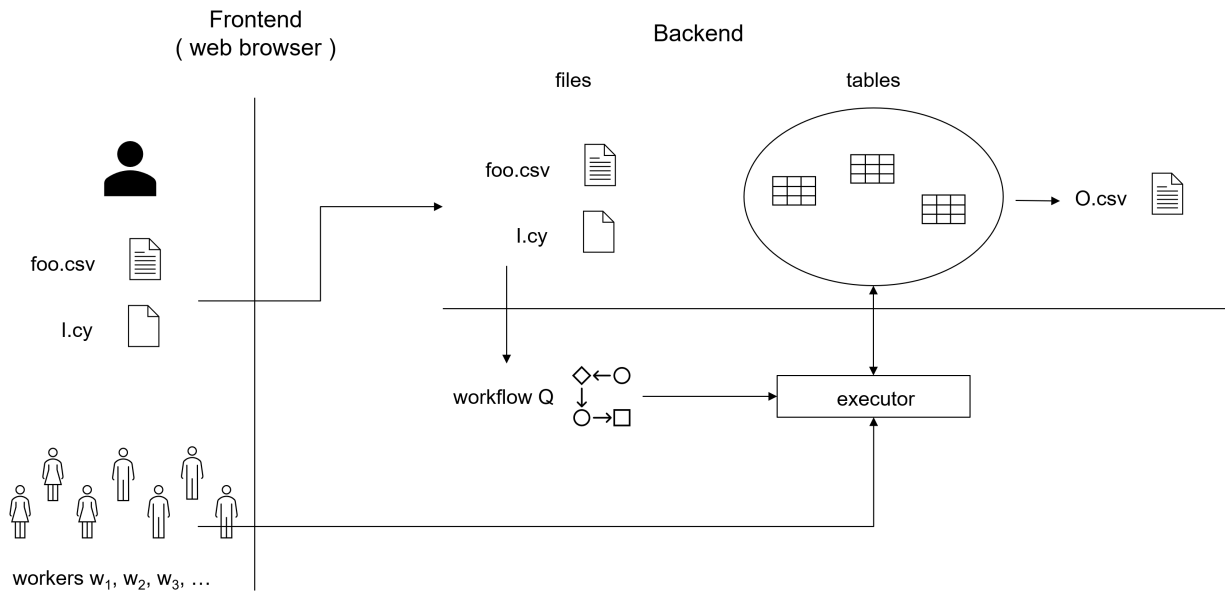 Frontend
( web browser )
Backend
files
tables
foo.csv
I.cy
foo.csv
I.cy
O.csv
workflow Q
executor
workers w₁, w₂, w₃, …